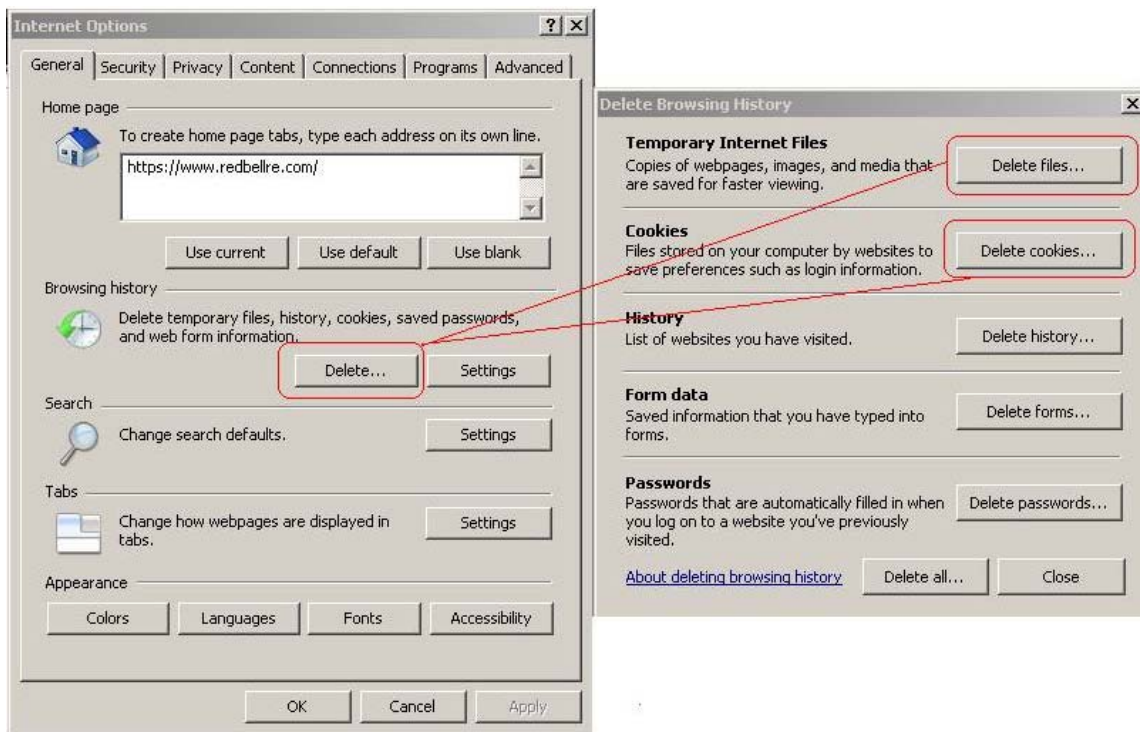 Internet Options
General
Security
Privacy
Content
Connections
Programs
Advanced
Home page
To create home page tabs, type each address on its own line.
https://www.redbellre.com/
Use current
Use default
Use blank
Browsing history
Delete temporary files, history, cookies, saved passwords,
and web form information.
Delete...
Settings
Search
Change search defaults.
Settings
Tabs
Change how webpages are displayed in
tabs.
Settings
Appearance
Colors
Languages
Fonts
Accessibility
OK
Cancel
Apply
Delete Browsing History
Temporary Internet Files
Copies of webpages, images, and media that
are saved for faster viewing.
Delete files...
Cookies
Files stored on your computer by websites to
save preferences such as login information.
Delete cookies...
History
List of websites you have visited.
Delete history...
Form data
Saved information that you have typed into
forms.
Delete forms...
Passwords
Passwords that are automatically filled in when
you log on to a website you've previously
visited.
Delete passwords...
About deleting browsing history
Delete all...
Close